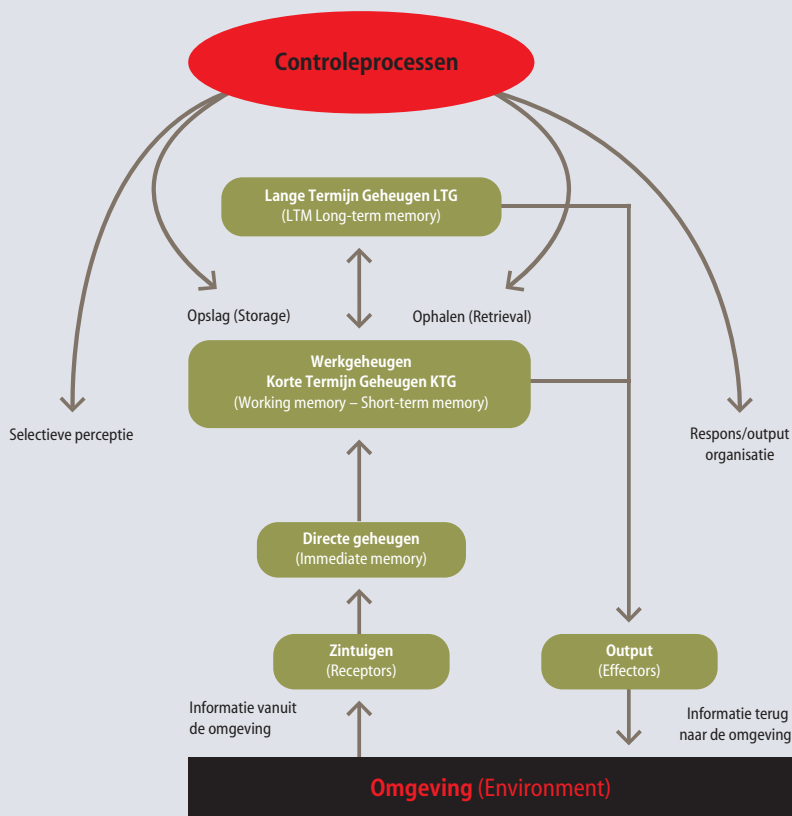 Controleprocessen
Lange Termijn Geheugen LTG
(LTM Long-term memory)
Opslag (Storage)
Ophalen (Retrieval)
Werkgeheugen
Korte Termijn Geheugen KTG
(Working memory – Short-term memory)
Selectieve perceptie
Respons/output
organisatie
Directe geheugen
(Immediate memory)
Zintuigen
(Receptors)
Output
(Effectors)
Informatie vanuit
de omgeving
Informatie terug
naar de omgeving
Omgeving (Environment)